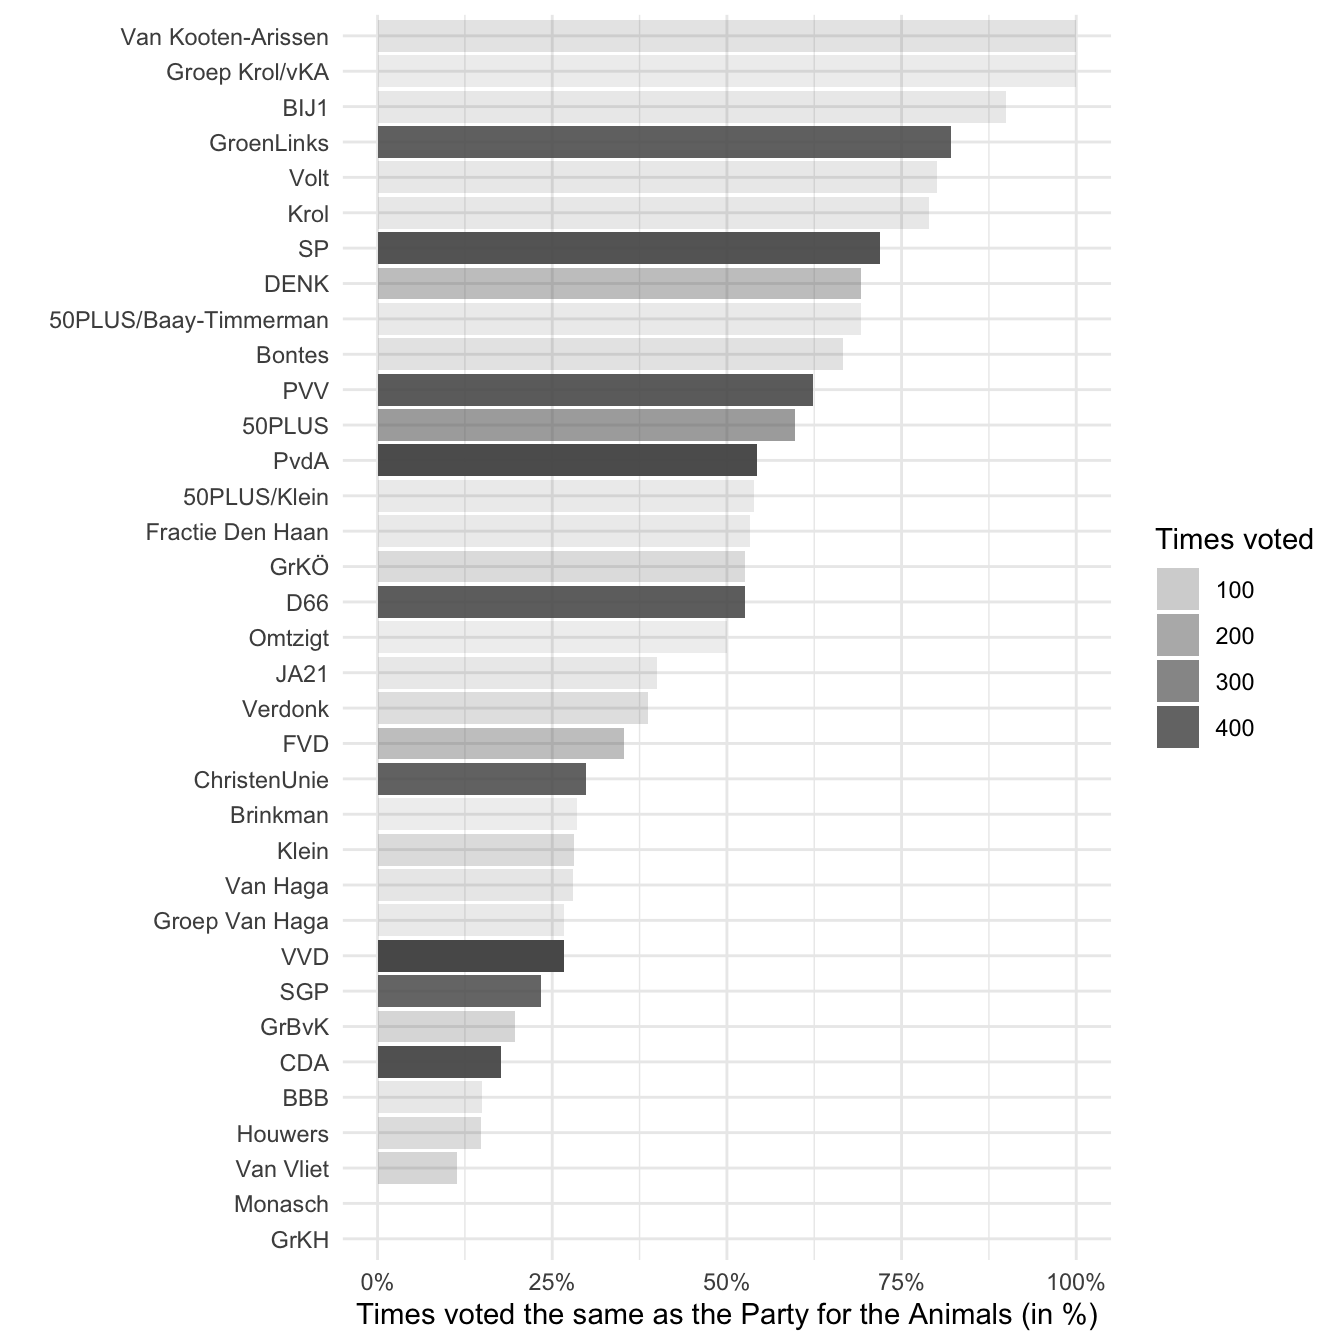 Van Kooten-Arissen
Groep Krol/vKA
BIJ1
GroenLinks
Volt
Krol
SP
DENK
50PLUS/Baay-Timmerman
Bontes
PVV
50PLUS
PvdA
50PLUS/Klein
Fractie Den Haan
GrKÖ
D66
Omtzigt
JA21
Verdonk
FVD
ChristenUnie
Brinkman
Klein
Van Haga
Groep Van Haga
VVD
SGP
GrBvK
CDA
BBB
Houwers
Van Vliet
Monasch
GrKH
0% 25% 50% 75% 100%
Times voted the same as the Party for the Animals (in %)
Times voted
100
200
300
400